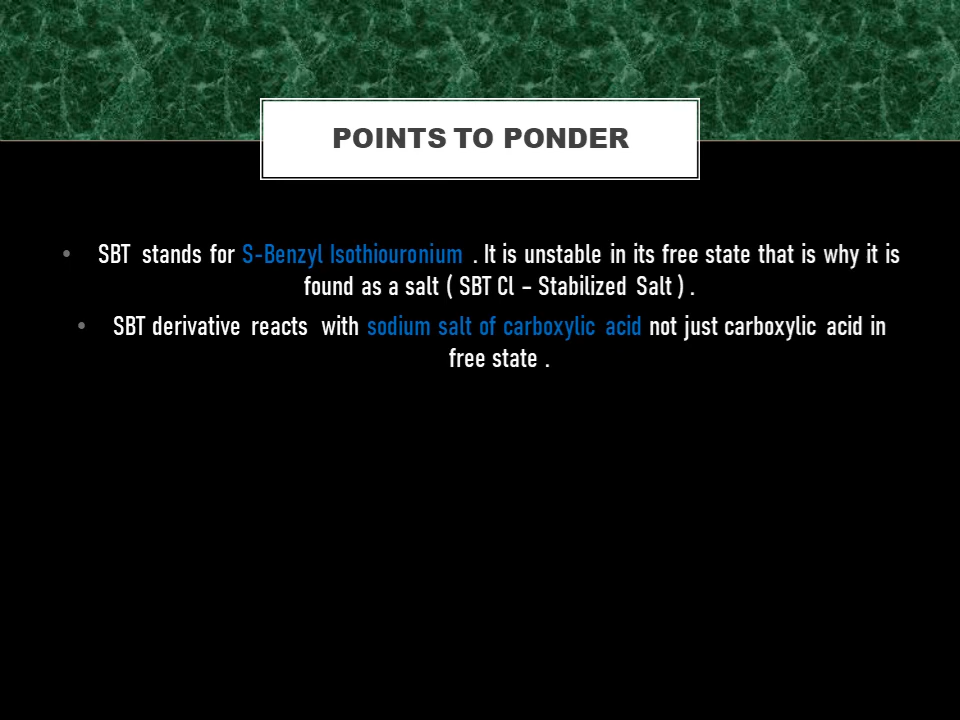 POINTS TO PONDER
• SBT stands for S-Benzyl Isothiouronium . It is unstable in its free state that is why it is
found as a salt ( SBT Cl – Stabilized Salt ) .
• SBT derivative reacts with sodium salt of carboxylic acid not just carboxylic acid in
free state .